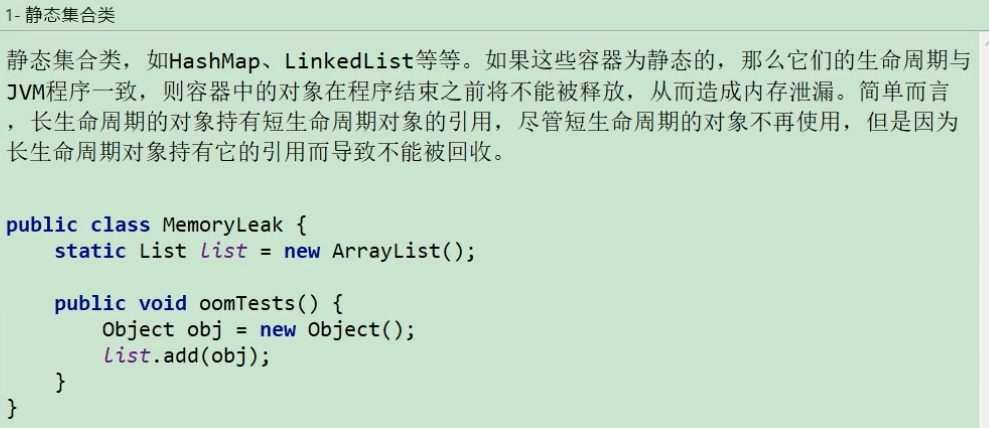 1- 静态集合类
静态集合类，如HashMap、LinkedList等等。如果这些容器为静态的，那么它们的生命周期与
JVM程序一致，则容器中的对象在程序结束之前将不能被释放，从而造成内存泄漏。简单而言
，长生命周期的对象持有短生命周期对象的引用，尽管短生命周期的对象不再使用，但是因为
长生命周期对象持有它的引用而导致不能被回收。
public class MemoryLeak {
    static List list = new ArrayList();
    public void oomTests() {
        Object obj = new Object();
        list.add(obj);
    }
}